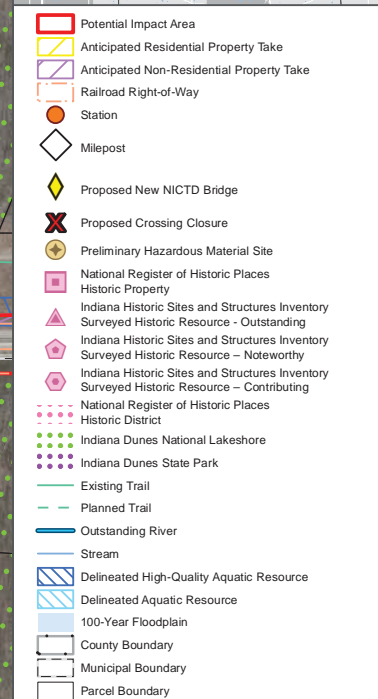 Potential Impact Area
Anticipated Residential Property Take
Anticipated Non-Residential Property Take
Railroad Right-of-Way
Station
Milepost
Proposed New NICTD Bridge
Proposed Crossing Closure
Preliminary Hazardous Material Site
National Register of Historic Places
Historic Property
Indiana Historic Sites and Structures Inventory
Surveyed Historic Resource - Outstanding
Indiana Historic Sites and Structures Inventory
Surveyed Historic Resource – Noteworthy
Indiana Historic Sites and Structures Inventory
Surveyed Historic Resource – Contributing
National Register of Historic Places
Historic District
Indiana Dunes National Lakeshore
Indiana Dunes State Park
Existing Trail
Planned Trail
Outstanding River
Stream
Delineated High-Quality Aquatic Resource
Delineated Aquatic Resource
100-Year Floodplain
County Boundary
Municipal Boundary
Parcel Boundary